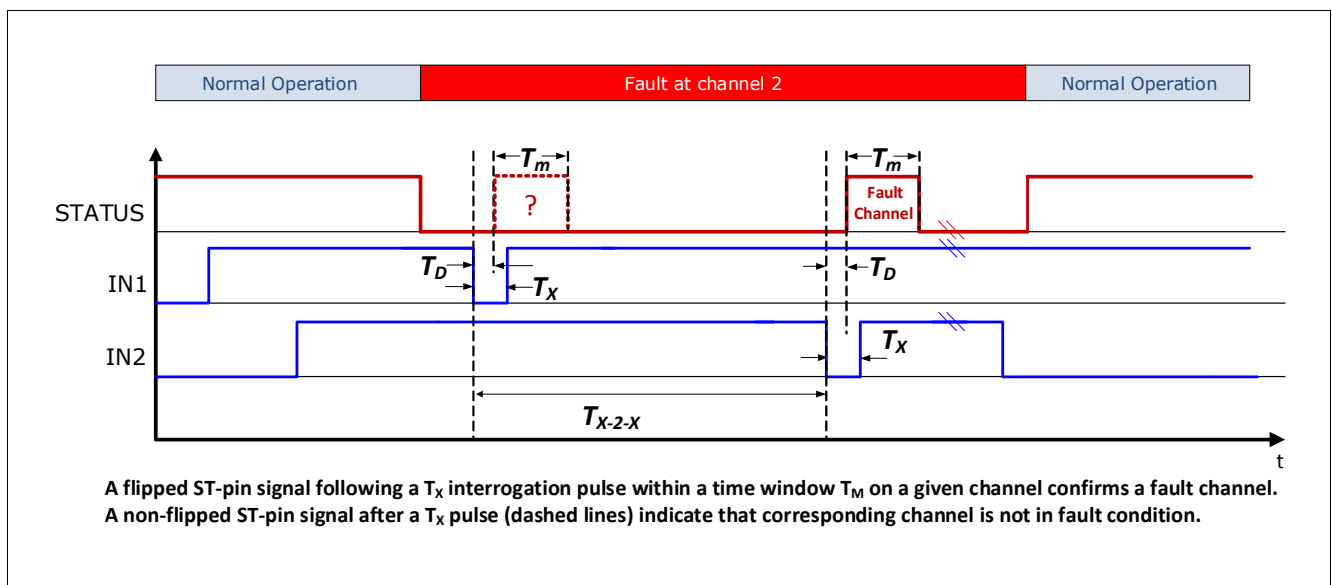 Normal Operation Fault at channel 2 Normal Operation
Tm Tm
STATUS ? Fault
Channel
TD TD
IN1 TX
IN2 TX
TX-2-X
t
A flipped ST-pin signal following a TX interrogation pulse within a time window TM on a given channel confirms a fault channel.
A non-flipped ST-pin signal after a TX pulse (dashed lines) indicate that corresponding channel is not in fault condition.